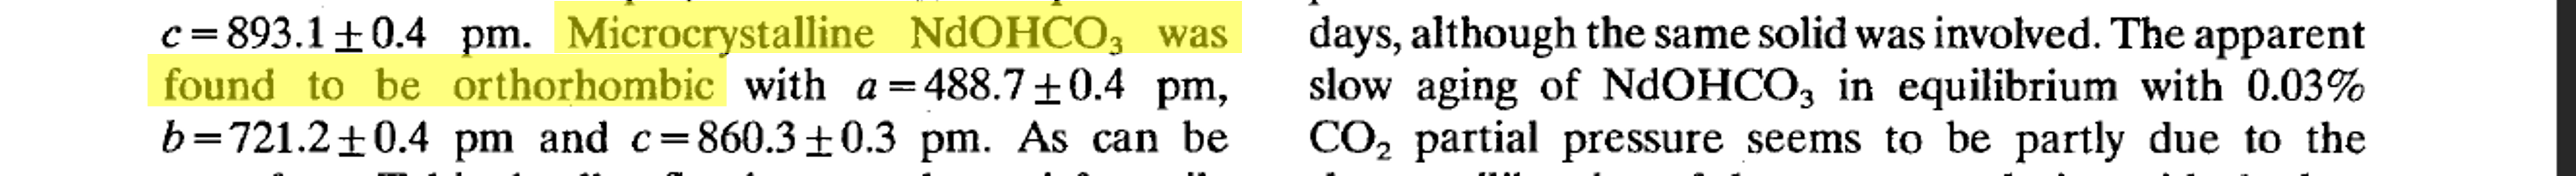 c=893.1±0.4 pm. Microcrystalline NdOHCO₃ was
found to be orthorhombic with a=488.7±0.4 pm,
b=721.2±0.4 pm and c=860.3±0.3 pm. As can be
days, although the same solid was involved. The apparent
slow aging of NdOHCO₃ in equilibrium with 0.03%
CO₂ partial pressure seems to be partly due to the